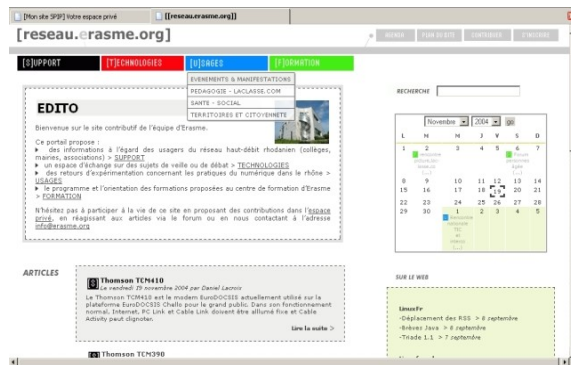 [Mon site SPIP] Votre espace privé
[[reseau.erasme.org]]
[reseau.erasme.org]
AGENDA
PLAN DU SITE
CONTRIBUER
S'INSCRIRE
[S]UPPORT
[T]ECHNOLOGIES
[U]SAGES
[F]ORMATION
EVENEMENTS & MANIFESTATIONS
PEDAGOGIE - LACLASSE.COM
SANTE - SOCIAL
TERRITOIRES ET CITOYENNETE
EDITO
Bienvenue sur le site contributif de l'équipe d'Erasme.
Ce portail propose :
des informations à l'égard des usagers du réseau haut-débit rhodanien (collèges,
mairies, associations) > SUPPORT
un espace d'échange sur des sujets de veille ou de débat > TECHNOLOGIES
des retours d'expérimentation concernant les pratiques du numérique dans le rhône >
USAGES
le programme et l'orientation des formations proposées au centre de formation d'Erasme
> FORMATION
N'hésitez pas à participer à la vie de ce site en proposant des contributions dans l'espace
privé, en réagissant aux articles via le forum ou en nous contactant à l'adresse
info@erasme.org
RECHERCHE
Novembre 2004 go
L M M J V S D
1 2 3 4 5 6 7
8 9 10 11 12 13 14
15 16 17 18 19 20 21
22 23 24 25 26 27 28
29 30 1 2 3 4 5
ARTICLES
[S] Thomson TCM410
Le vendredi 19 novembre 2004 par Daniel Lacroix
Le Thomson TCM410 est le modem EuroDOCSIS actuellement utilisé sur la
plateforme EuroDOCSIS Chello pour le grand public. Dans son fonctionnement
normal, Internet, PC Link et Cable Link doivent être allumé fixe et Cable
Activity peut clignoter.
Lire la suite >
[S] Thomson TCM390
SUR LE WEB
LinuxFr
-Déplacement des RSS > 8 septembre
-Brèves Java > 8 septembre
-Triade 1.1 > 7 septembre